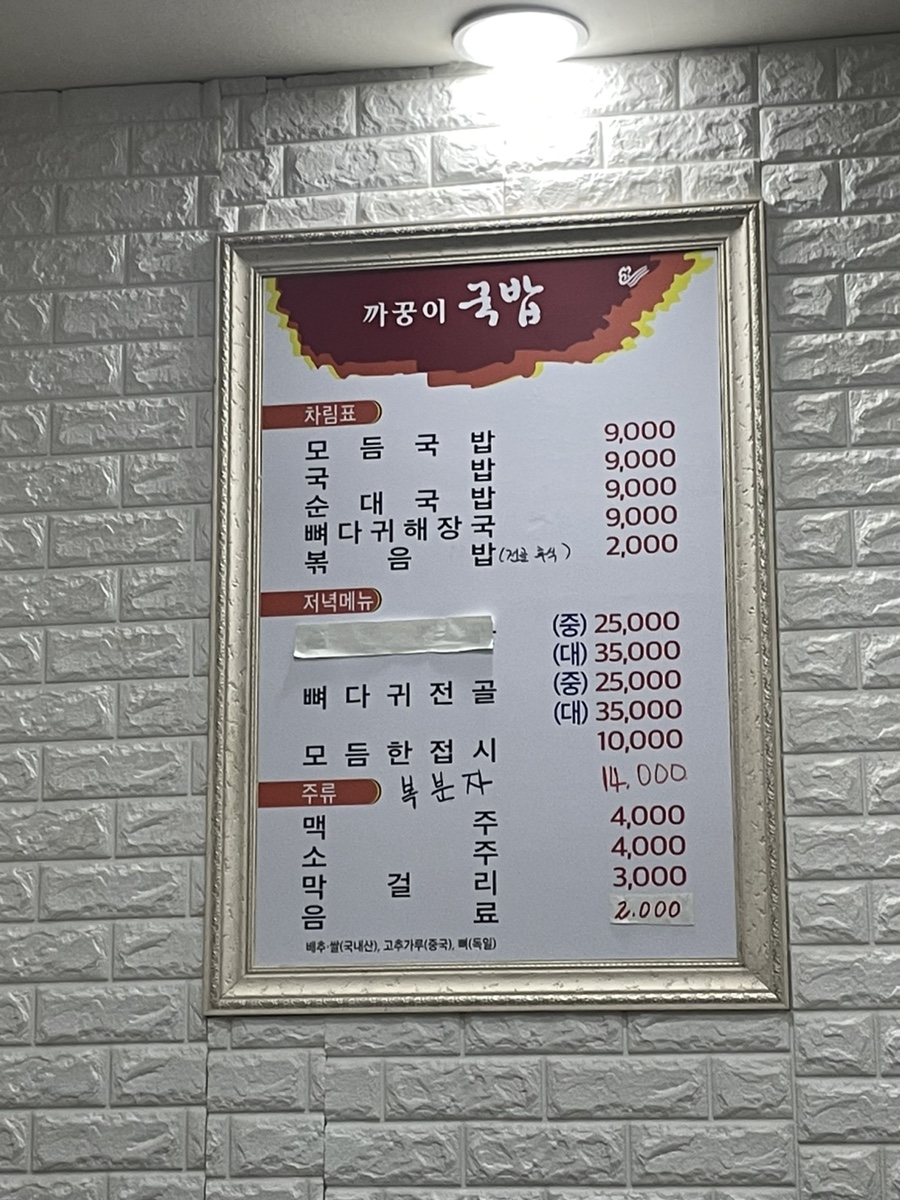 까꿍이 국밥
차림표
모듬국밥 9,000
국밥 9,000
순대국밥 9,000
뼈다귀해장국 9,000
볶음밥(전골 후식) 2,000
저녁메뉴
(중) 25,000
(대) 35,000
뼈다귀전골 (중) 25,000
(대) 35,000
모듬한접시 10,000
복분자 14,000
주류
맥주 4,000
소주 4,000
막걸리 3,000
음료 2,000
배추·쌀(국내산), 고추가루(중국), 뼈(독일)